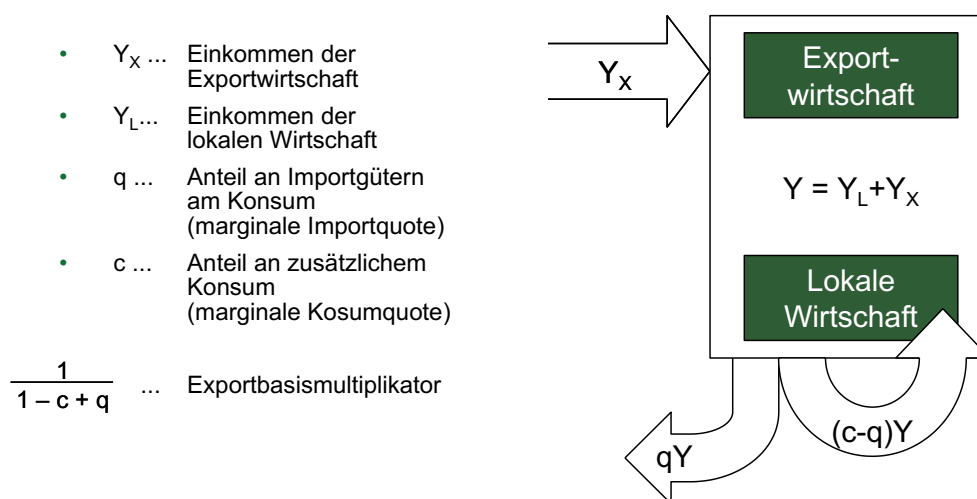 • Y_X ... Einkommen der
Exportwirtschaft
• Y_L... Einkommen der
lokalen Wirtschaft
• q ... Anteil an Importgütern
am Konsum
(marginale Importquote)
• c ... Anteil an zusätzlichem
Konsum
(marginale Kosumquote)
1
1 – c + q
... Exportbasismultiplikator
Y_X
Export-
wirtschaft
Y = Y_L+Y_X
Lokale
Wirtschaft
qY
(c-q)Y